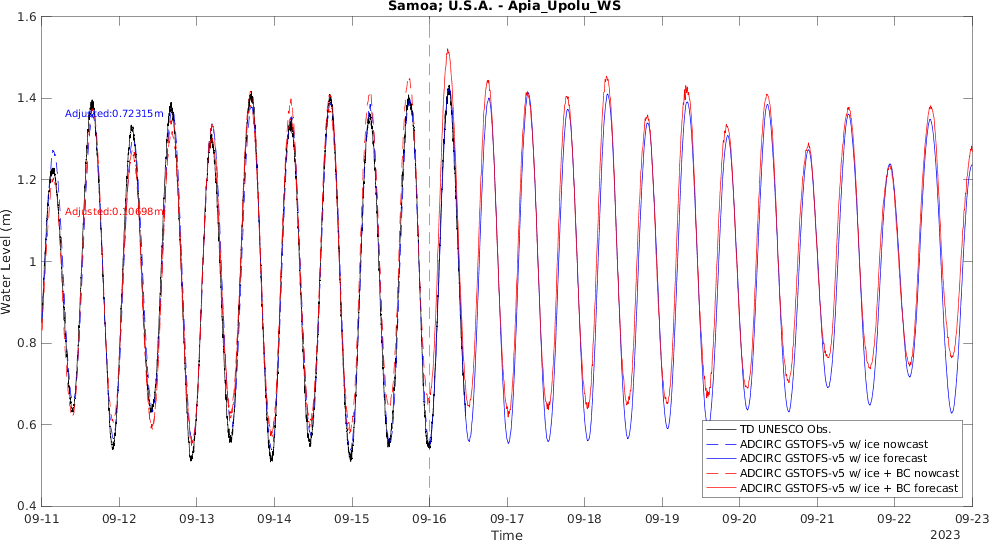 Samoa; U.S.A. - Apia_Upolu_WS
1.6
1.4
Adjusted:0.72315m
1.2
Adjusted:0.10698m
Water Level (m)
1
0.8
0.6
TD UNESCO Obs.
ADCIRC GSTOFS-v5 w/ ice nowcast
ADCIRC GSTOFS-v5 w/ ice forecast
ADCIRC GSTOFS-v5 w/ ice + BC nowcast
ADCIRC GSTOFS-v5 w/ ice + BC forecast
0.4
09-11 09-12 09-13 09-14 09-15 09-16 09-17 09-18 09-19 09-20 09-21 09-22 09-23
Time
2023